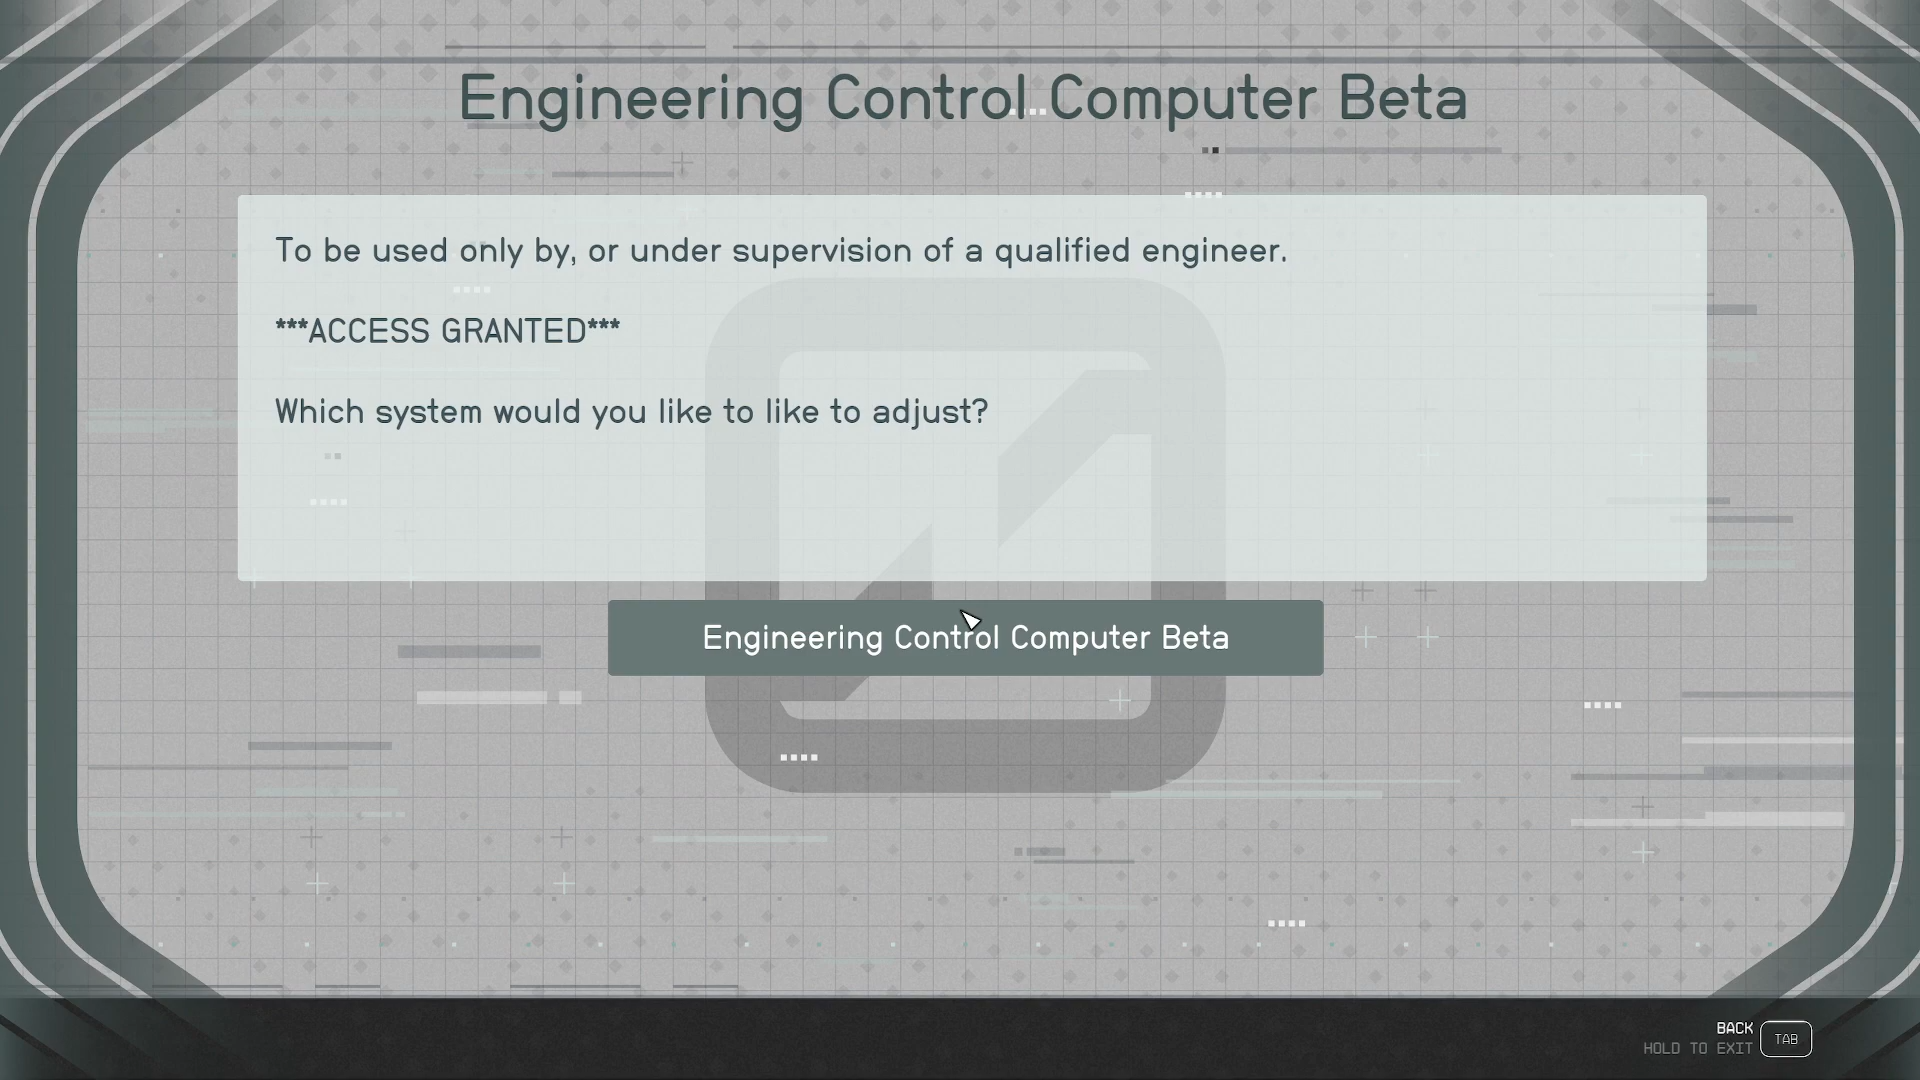 Engineering Control Computer Beta
To be used only by, or under supervision of a qualified engineer.
***ACCESS GRANTED***
Which system would you like to like to adjust?
Engineering Control Computer Beta
BACK
HOLD TO EXIT
TAB